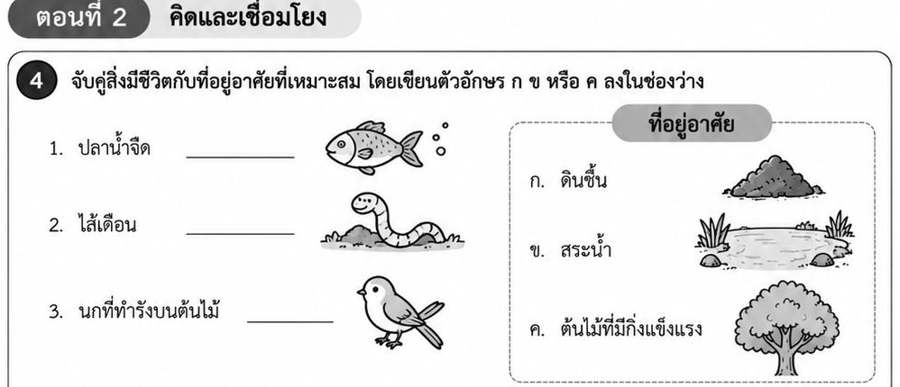 ตอนที่ 2 คิดและเชื่อมโยง
4 จับคู่สิ่งมีชีวิตกับที่อยู่อาศัยที่เหมาะสม โดยเขียนตัวอักษร ก ข หรือ ค ลงในช่องว่าง
1. ปลาน้ำจืด
2. ไส้เดือน
3. นกที่ทำรังบนต้นไม้
ที่อยู่อาศัย
ก. ดินชื้น
ข. สระน้ำ
ค. ต้นไม้ที่มีกิ่งแข็งแรง